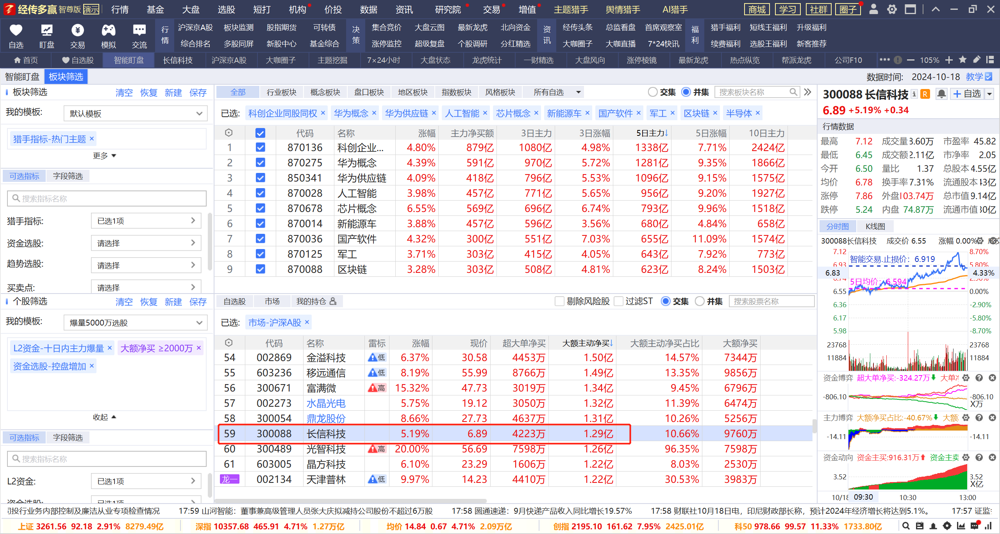 经传多赢 智尊版 演示 行情 基金 大盘 选股 短打 机构 价投 数据 资讯 研究院 交易 增值 主题猎手 舆情猎手 AI猎手 商城 学习 社群 圈子
自选 盯盘 交易 模拟 交流
行情 沪深京A股 板块监测 股指期货 可转债 决策 集合竞价 大盘云图 最新龙虎 北向资金 资讯 经传头条 总监看盘 首席观察室 福利 猎手福利 短线王福利 升级福利
综合排名 多股同屏 新股中心 基金综合 涨停监控 超级复盘 个股调研 分红精选 大咖圈子 大咖直播 7*24快讯 续费福利 选股王福利 新客推荐
首页 自选股 智能盯盘 长信科技 沪深京A股 大咖圈子 主题挖掘 7×24小时 大盘状态 龙虎统计 一财精选 大盘风向 涨停棱镜 最新龙虎 热点纵览 帮派龙虎 公司F10 105%
智能盯盘 板块筛选 数据时间: 2024-10-18 教学
板块筛选 清空 恢复 新建 保存
我的模板: 默认模板
猎手指标-热门主题 ×
更多
可选指标 字段筛选
搜索指标名称
猎手指标: 已选1项
资金选股: 请选择
趋势选股: 请选择
买卖点: 请选择
全部 行业板块 概念板块 盘口板块 地区板块 指数板块 风格板块 所有自选 交集 并集 搜索板块名称
已选: 科创企业同股同权 × 华为概念 × 华为供应链 × 人工智能 × 芯片概念 × 新能源车 × 国产软件 × 军工 × 区块链 × 半导体 ×
代码 名称 涨幅 主力净买额 3日主力 3日涨幅 5日主力↓ 5日涨幅 10日主力
1 870136 科创企业... 4.80% 879亿 1080亿 4.98% 1338亿 7.71% 2424亿
2 870275 华为概念 4.39% 591亿 970亿 5.72% 1281亿 9.35% 1866亿
3 850341 华为供应链 4.09% 418亿 796亿 5.53% 1096亿 9.15% 1575亿
4 870028 人工智能 3.98% 457亿 771亿 5.65% 956亿 9.20% 1927亿
5 870678 芯片概念 6.55% 569亿 696亿 6.74% 793亿 9.96% 1518亿
6 870014 新能源车 3.88% 457亿 596亿 3.56% 680亿 4.84% 658亿
7 870036 国产软件 4.32% 300亿 551亿 7.03% 655亿 11.09% 1574亿
8 870125 军工 3.71% 303亿 415亿 4.05% 643亿 7.92% 773亿
9 870088 区块链 3.28% 303亿 508亿 4.81% 623亿 8.24% 1503亿
个股筛选 清空 恢复 新建 保存
我的模板: 爆量5000万选股
L2资金-十日内主力爆量 × 大额净买 ≥2000万 ×
资金选股-控盘增加 ×
收起
可选指标 字段筛选
搜索指标名称
L2资金: 已选1项
资金选股: 已选1项
自选股 市场 我的持仓 剔除风险股 过滤ST 交集 并集 搜索股票名称
已选: 市场-沪深A股 ×
代码 名称 雷标 涨幅 现价 超大单净买 大额主动净买↓ 大额主动净买占比 大额净买
54 002869 金溢科技 低 6.37% 30.58 4453万 1.50亿 14.57% 7344万
55 603236 移远通信 低 8.19% 55.99 8766万 1.49亿 13.35% 9856万
56 300671 富满微 高 15.32% 47.73 3019万 1.34亿 9.45% 6796万
57 002273 水晶光电 5.75% 19.12 3050万 1.32亿 11.39% 6474万
58 300054 鼎龙股份 8.66% 27.73 4637万 1.31亿 10.26% 5256万
59 300088 长信科技 5.19% 6.89 4223万 1.29亿 10.66% 9760万
60 300489 光智科技 高 20.00% 56.69 7598万 1.26亿 96.35% 7598万
61 603005 晶方科技 6.10% 23.29 1606万 1.22亿 8.03% 2530万
龙一 002134 天津普林 低 9.97% 14.23 4410万 1.22亿 30.53% 3983万
300088 长信科技 R 自选
6.89 +5.19% +0.34
行情数据
最高 7.12 成交量 3.60万 市盈率 45.82
最低 6.45 成交额 2.11亿 市净率 2.05
今开 6.50 量比 1.37 总股本 4.55亿
均价 6.78 换手率 7.31% 流通股本 43亿
涨停 7.86 外盘 103.74万 总市值 9.14亿
跌停 5.24 内盘 74.87万 流通市值 30亿
分时图 K线图
300088长信科技 成交价 6.55 涨幅 0.00%
7.12 8.70%
智能交易.止损价: 6.919
6.93 5.80%
6.83 4.33%
6.74 2.90%
5日均价: 6.594
6.55 0.00%
6.36 -2.90%
6.17 -5.80%
5.98 -8.70%
23768 23768
11884 11884
资金博弈 超大单净买:-324.27万 大单净
-806.10 -806.10
X万
主力博弈 大额净买占比:-40.67% 大额
-14.11 -14.11
资金动向 资金主买:916.31万 资金主卖
3.52 3.52
X亿
10/18 09:30 10:30 13:00
司投行业务内部控制及廉洁从业专项检查情况 17:59 山河智能：董事兼高级管理人员张大庆拟减持公司股份不超过6万股 17:58 圆通速递：9月快递产品收入同比增长19.57% 17:58 财联社10月18日电，印尼财政部长称，预计2024年经济增长将达到5.1%。 17:57 证监会
上证 3261.56 92.18 2.91% 8279.49亿 深指 10357.68 465.91 4.71% 1.27万亿 均价 14.84 0.67 4.71% 2.09万亿 创指 2195.10 161.62 7.95% 2425.01亿 科50 978.66 99.57 11.33% 1733.80亿